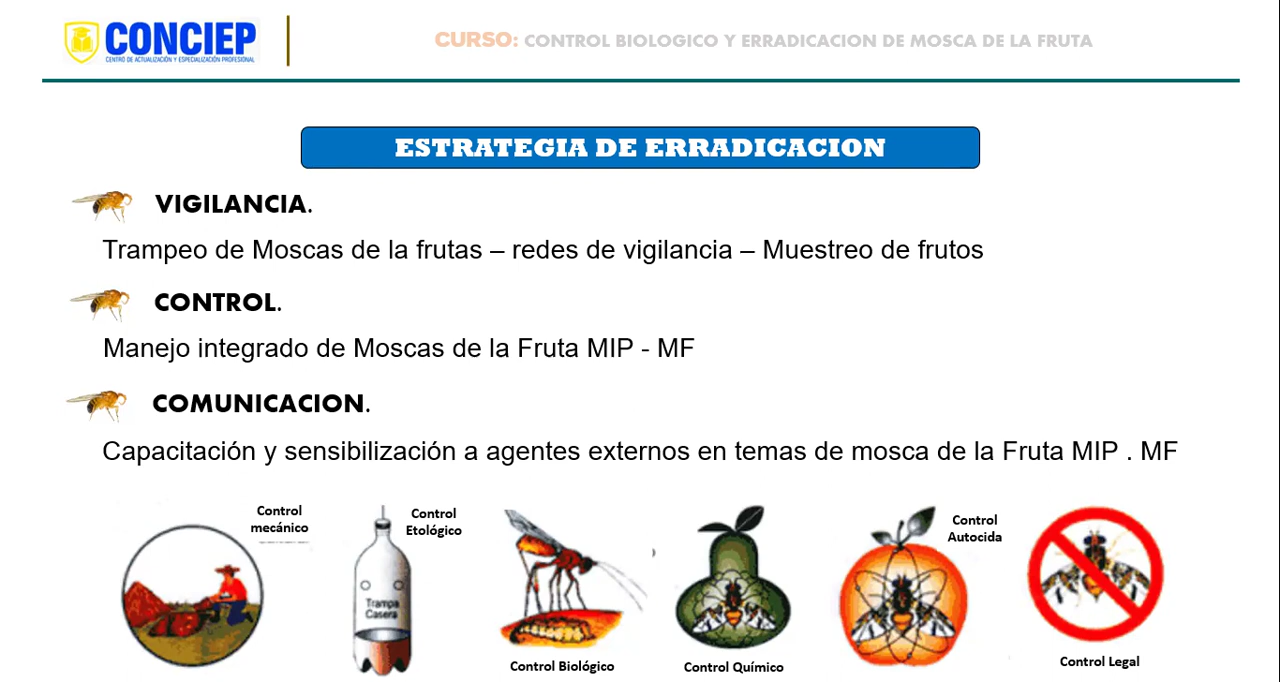 CONCIEP
CENTRO DE ACTUALIZACIÓN Y ESPECIALIZACIÓN PROFESIONAL
CURSO: CONTROL BIOLOGICO Y ERRADICACION DE MOSCA DE LA FRUTA
ESTRATEGIA DE ERRADICACION
VIGILANCIA.
Trampeo de Moscas de la frutas – redes de vigilancia – Muestreo de frutos
CONTROL.
Manejo integrado de Moscas de la Fruta MIP - MF
COMUNICACION.
Capacitación y sensibilización a agentes externos en temas de mosca de la Fruta MIP . MF
Control
mecánico
Control
Etológico
Trampa
Casera
Control Biológico
Control Químico
Control
Autocida
Control Legal